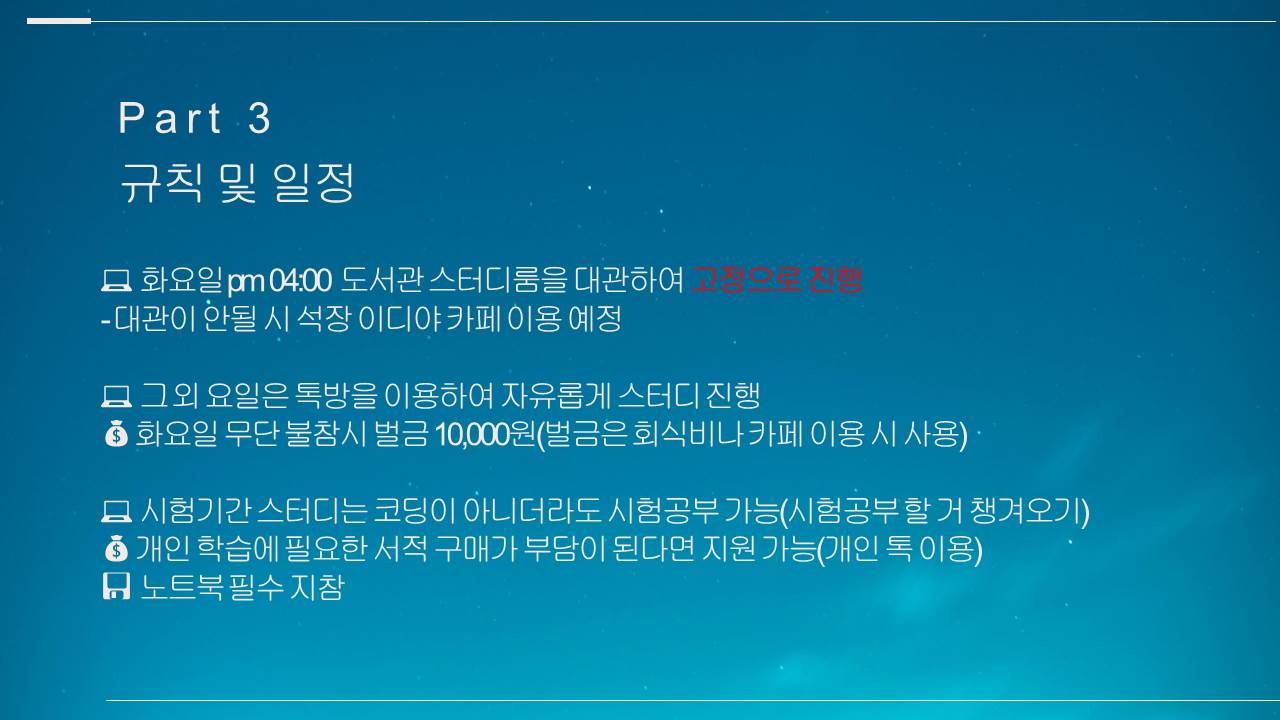 Part 3
규칙 및 일정
💻 화요일 pm 04:00 도서관 스터디룸을 대관하여 고정으로 진행
- 대관이 안될 시 석장 이디야 카페 이용 예정
💻 그 외 요일은 톡방을 이용하여 자유롭게 스터디 진행
💰 화요일 무단 불참시 벌금 10,000원(벌금은 회식비나 카페 이용 시 사용)
💻 시험기간 스터디는 코딩이 아니더라도 시험공부 가능(시험공부 할 거 챙겨오기)
💰 개인 학습에 필요한 서적 구매가 부담이 된다면 지원 가능(개인 톡 이용)
💾 노트북 필수 지참